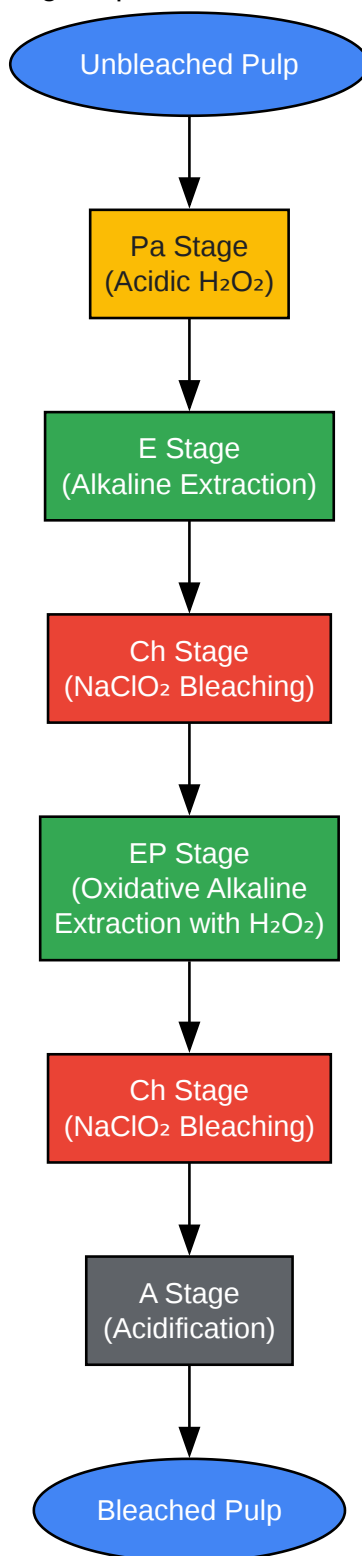 Unbleached Pulp
Pa Stage
(Acidic H₂O₂)
E Stage
(Alkaline Extraction)
Ch Stage
(NaClO₂ Bleaching)
EP Stage
(Oxidative Alkaline
Extraction with H₂O₂)
Ch Stage
(NaClO₂ Bleaching)
A Stage
(Acidification)
Bleached Pulp